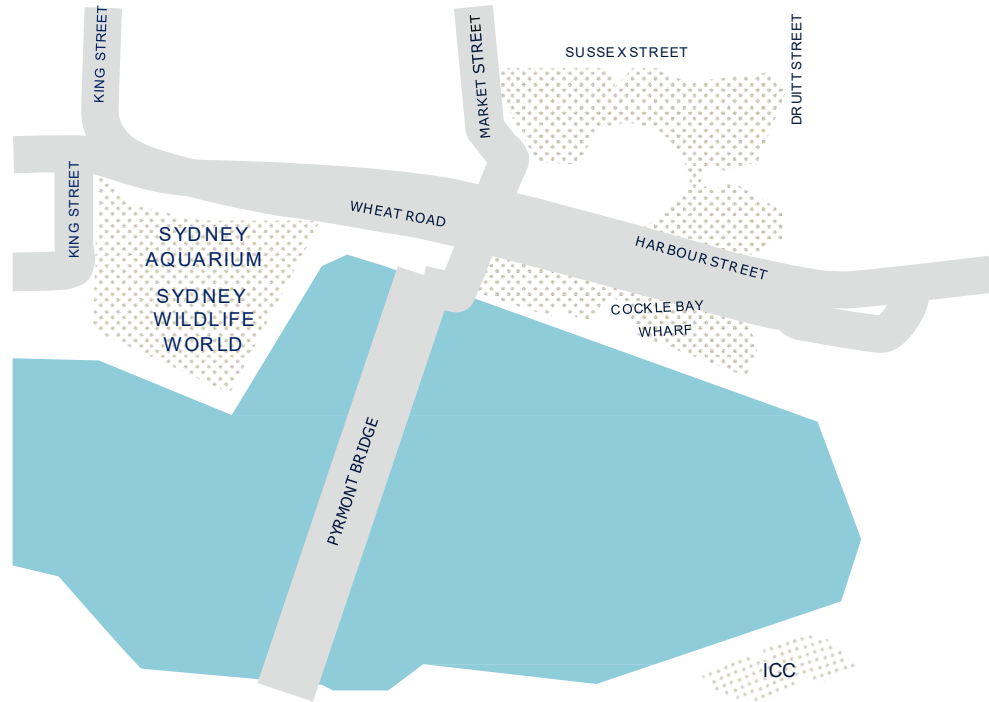 KING STREET
MARKET STREET
SUSSEX STREET
DRUITT STREET
KING STREET
WHEAT ROAD
SYDNEY
AQUARIUM
SYDNEY
WILDLIFE
WORLD
HARBOUR STREET
COCKLE BAY
WHARF
PYRMONT BRIDGE
ICC